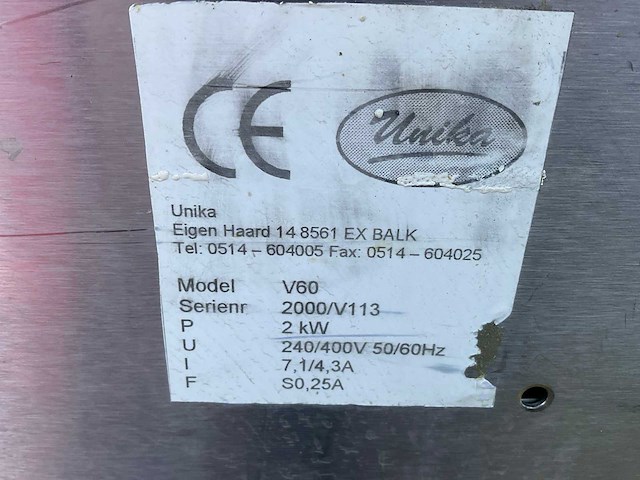 CE
Unika
Unika
Eigen Haard 14 8561 EX BALK
Tel: 0514 – 604005 Fax: 0514 – 604025
Model V60
Serienr 2000/V113
P 2 kW
U 240/400V 50/60Hz
I 7,1/4,3A
F S0,25A